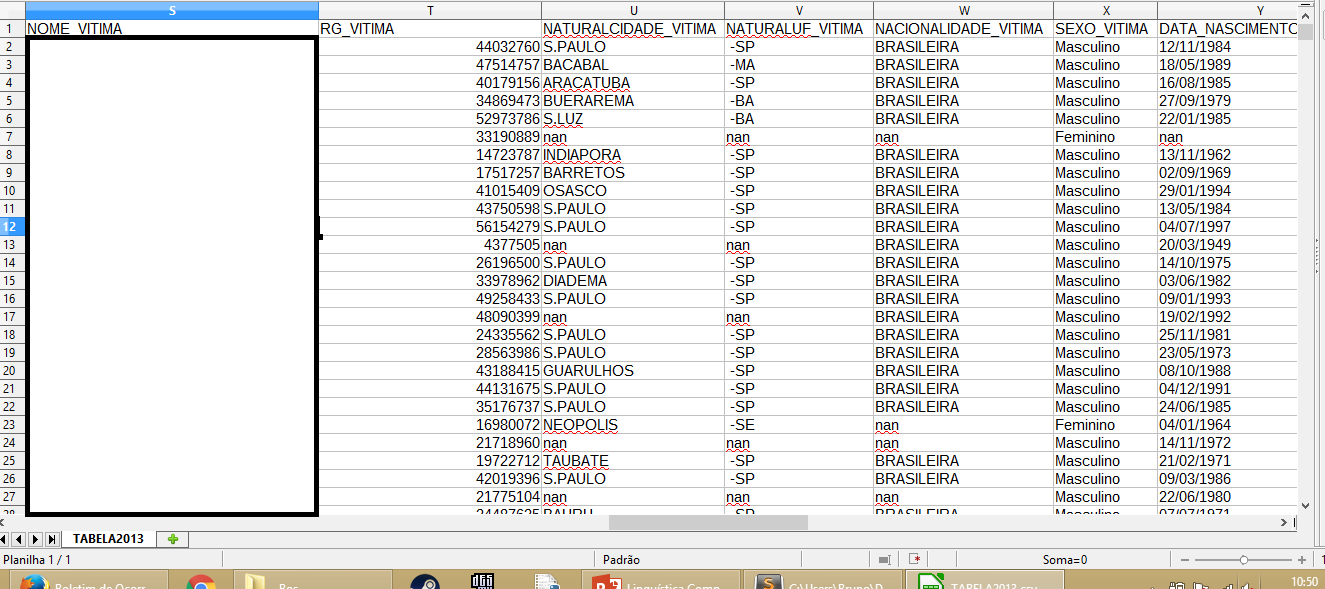 S T U V W X Y
1 NOME_VITIMA RG_VITIMA NATURALCIDADE_VITIMA NATURALUF_VITIMA NACIONALIDADE_VITIMA SEXO_VITIMA DATA_NASCIMENTO
2 44032760 S.PAULO -SP BRASILEIRA Masculino 12/11/1984
3 47514757 BACABAL -MA BRASILEIRA Masculino 18/05/1989
4 40179156 ARACATUBA -SP BRASILEIRA Masculino 16/08/1985
5 34869473 BUERAREMA -BA BRASILEIRA Masculino 27/09/1979
6 52973786 S.LUZ -BA BRASILEIRA Masculino 22/01/1985
7 33190889 nan nan nan Feminino nan
8 14723787 INDIAPORA -SP BRASILEIRA Masculino 13/11/1962
9 17517257 BARRETOS -SP BRASILEIRA Masculino 02/09/1969
10 41015409 OSASCO -SP BRASILEIRA Masculino 29/01/1994
11 43750598 S.PAULO -SP BRASILEIRA Masculino 13/05/1984
12 56154279 S.PAULO -SP BRASILEIRA Masculino 04/07/1997
13 4377505 nan nan BRASILEIRA Masculino 20/03/1949
14 26196500 S.PAULO -SP BRASILEIRA Masculino 14/10/1975
15 33978962 DIADEMA -SP BRASILEIRA Masculino 03/06/1982
16 49258433 S.PAULO -SP BRASILEIRA Masculino 09/01/1993
17 48090399 nan nan BRASILEIRA Masculino 19/02/1992
18 24335562 S.PAULO -SP BRASILEIRA Masculino 25/11/1981
19 28563986 S.PAULO -SP BRASILEIRA Masculino 23/05/1973
20 43188415 GUARULHOS -SP BRASILEIRA Masculino 08/10/1988
21 44131675 S.PAULO -SP BRASILEIRA Masculino 04/12/1991
22 35176737 S.PAULO -SP BRASILEIRA Masculino 24/06/1985
23 16980072 NEOPOLIS -SE nan Feminino 04/01/1964
24 21718960 nan nan nan Masculino 14/11/1972
25 19722712 TAUBATE -SP BRASILEIRA Masculino 21/02/1971
26 42019396 S.PAULO -SP BRASILEIRA Masculino 09/03/1986
27 21775104 nan nan nan Masculino 22/06/1980
28 24487625 BAURU -SP BRASILEIRA Masculino 07/07/1971
TABELA2013
Planilha 1 / 1 Padrão Soma=0 1
Boletim de Ocorr Linguística Comp C:\Users\Bruno\D TABELA2013.csv 10:50